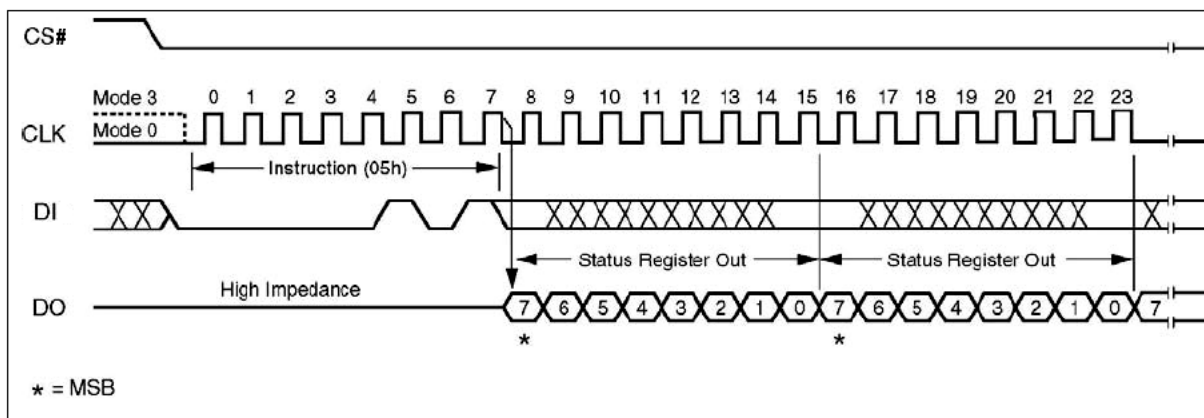 CS#
Mode 3 0 1 2 3 4 5 6 7 8 9 10 11 12 13 14 15 16 17 18 19 20 21 22 23
CLK Mode 0
Instruction (05h)
DI
Status Register Out Status Register Out
High Impedance
DO 7 6 5 4 3 2 1 0 7 6 5 4 3 2 1 0 7
* *
* = MSB